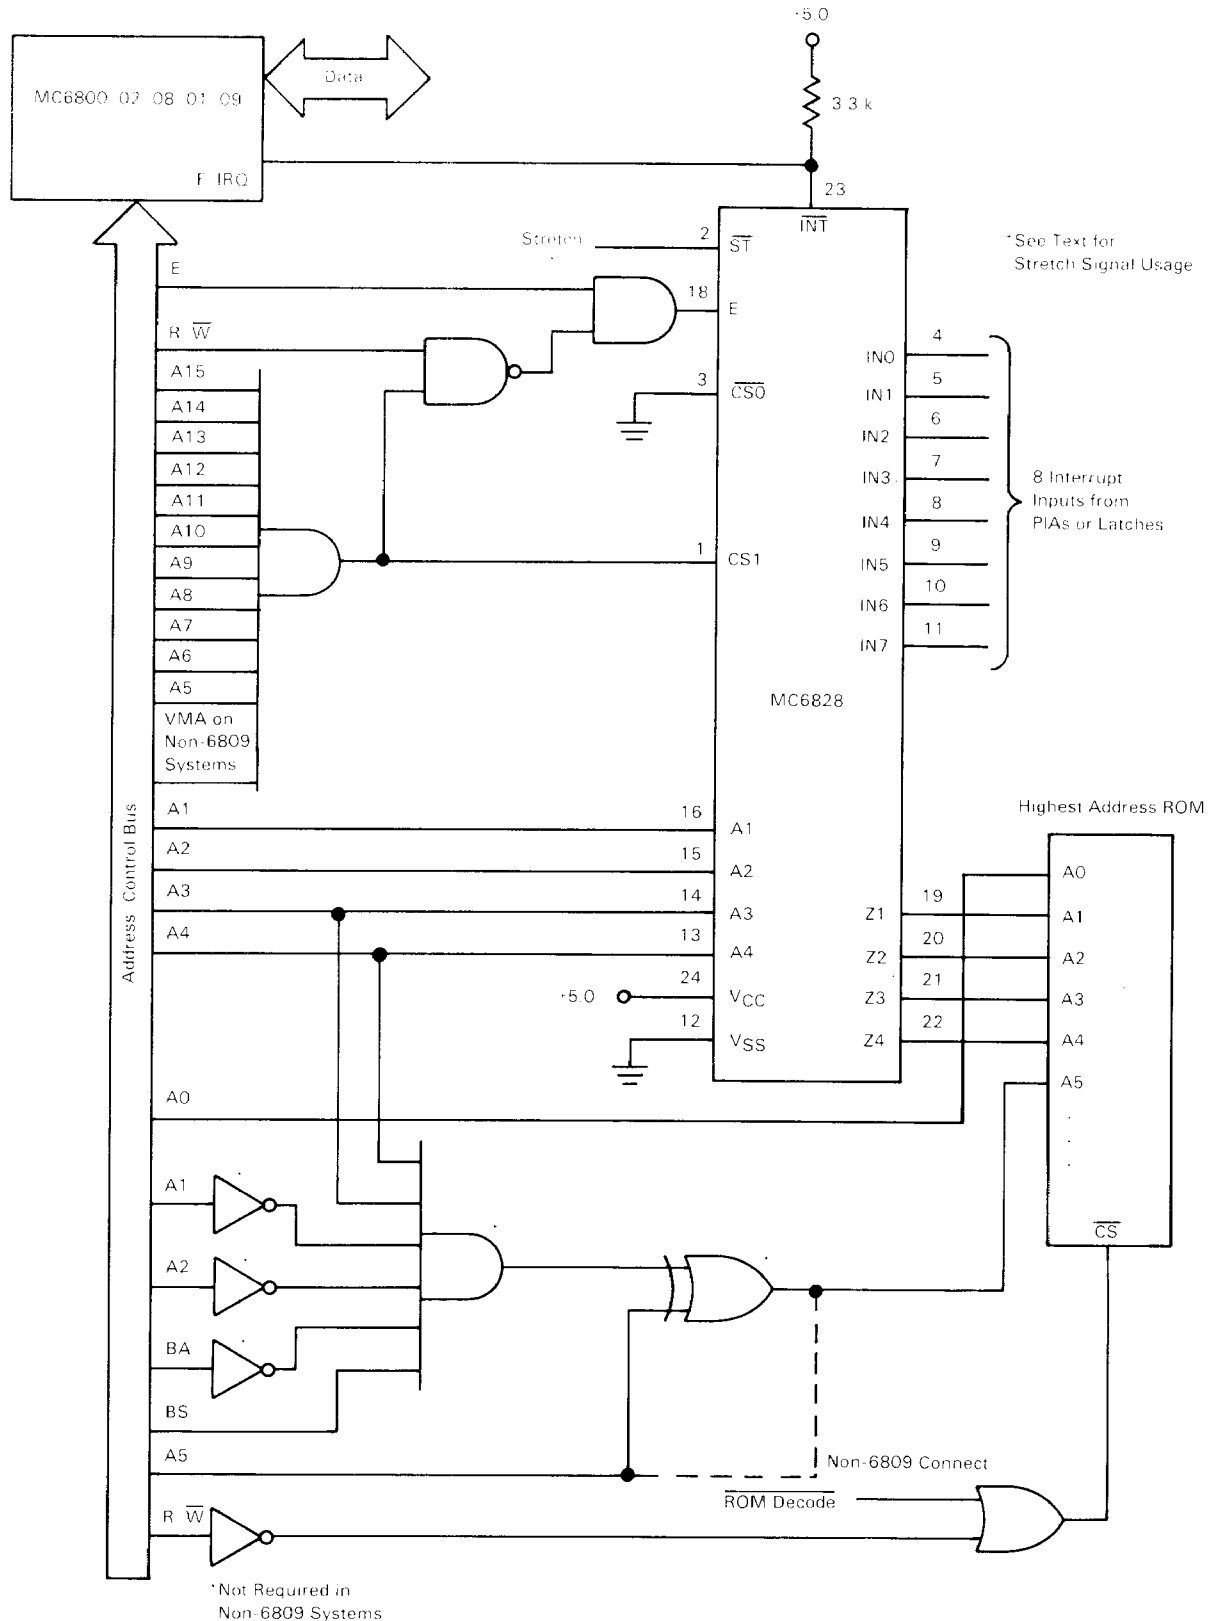 +5.0
MC6800 02 08 01 09
Data
3.3 k
F IRQ
23
INT
Stretch
2
ST
*See Text for
Stretch Signal Usage
E
18
E
R W
4
IN0
A15
3
CS0
5
IN1
A14
6
IN2
A13
7
IN3
A12
8 Interrupt
Inputs from
PIAs or Latches
A11
8
IN4
A10
9
IN5
A9
1
CS1
A8
10
IN6
A7
11
IN7
A6
A5
MC6828
VMA on
Non-6809
Systems
Address Control Bus
Highest Address ROM
A1
16
A1
A2
15
A2
A0
A3
14
A3
Z1
19
A1
A4
13
A4
Z2
20
A2
+5.0
24
VCC
Z3
21
A3
12
VSS
Z4
22
A4
A5
A0
A1
CS
A2
BA
BS
A5
Non-6809 Connect
ROM Decode
R W
*Not Required in
Non-6809 Systems